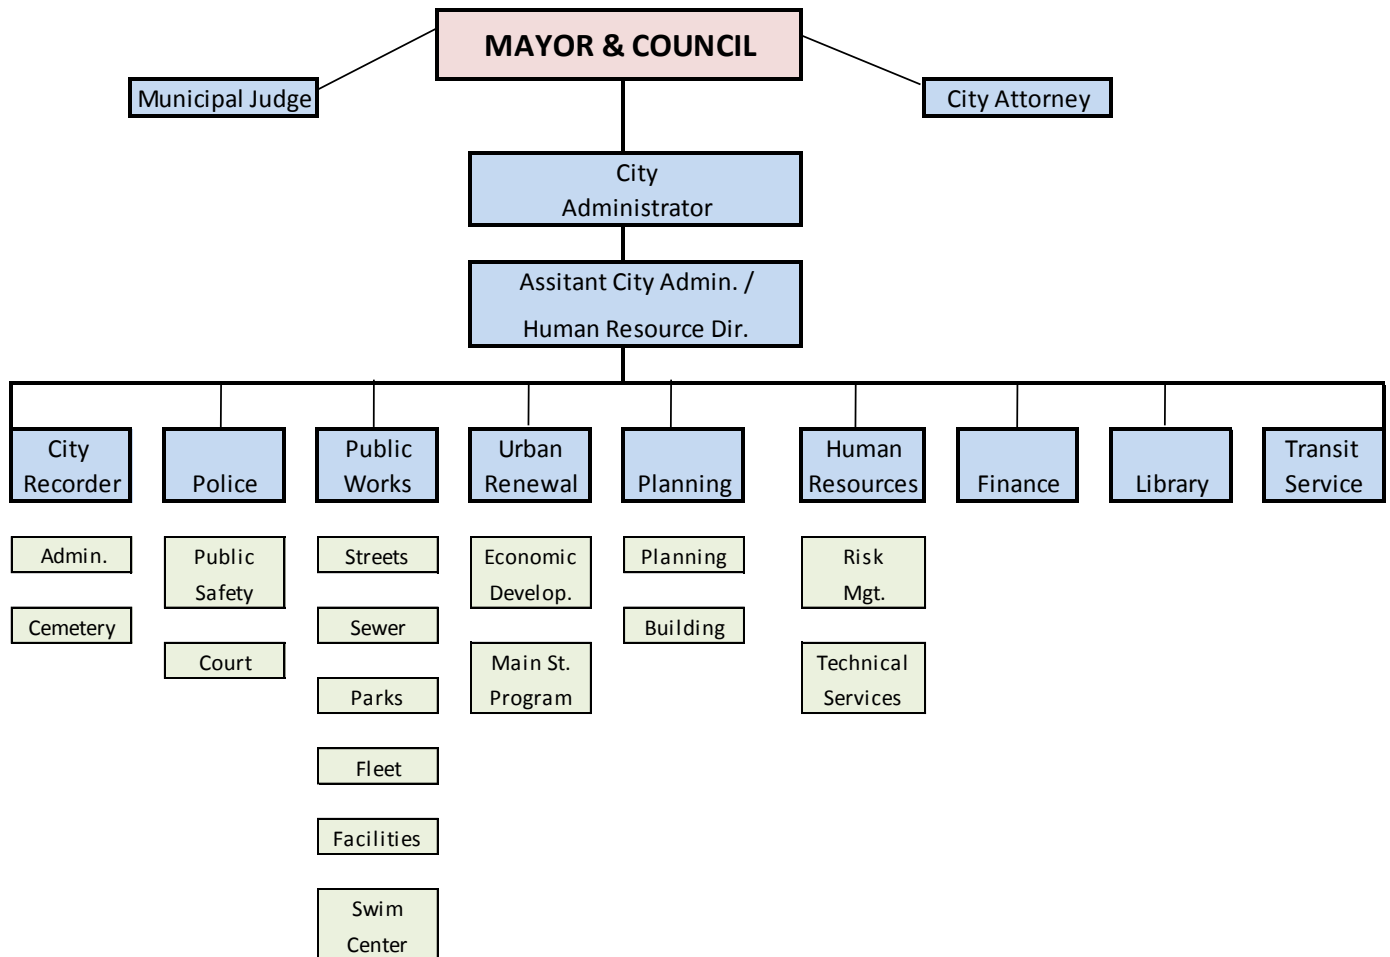 MAYOR & COUNCIL
Municipal Judge
City Attorney
City
Administrator
Assitant City Admin. /
Human Resource Dir.
City
Recorder
Police
Public
Works
Urban
Renewal
Planning
Human
Resources
Finance
Library
Transit
Service
Admin.
Cemetery
Public
Safety
Court
Streets
Sewer
Parks
Fleet
Facilities
Swim
Center
Economic
Develop.
Main St.
Program
Planning
Building
Risk
Mgt.
Technical
Services